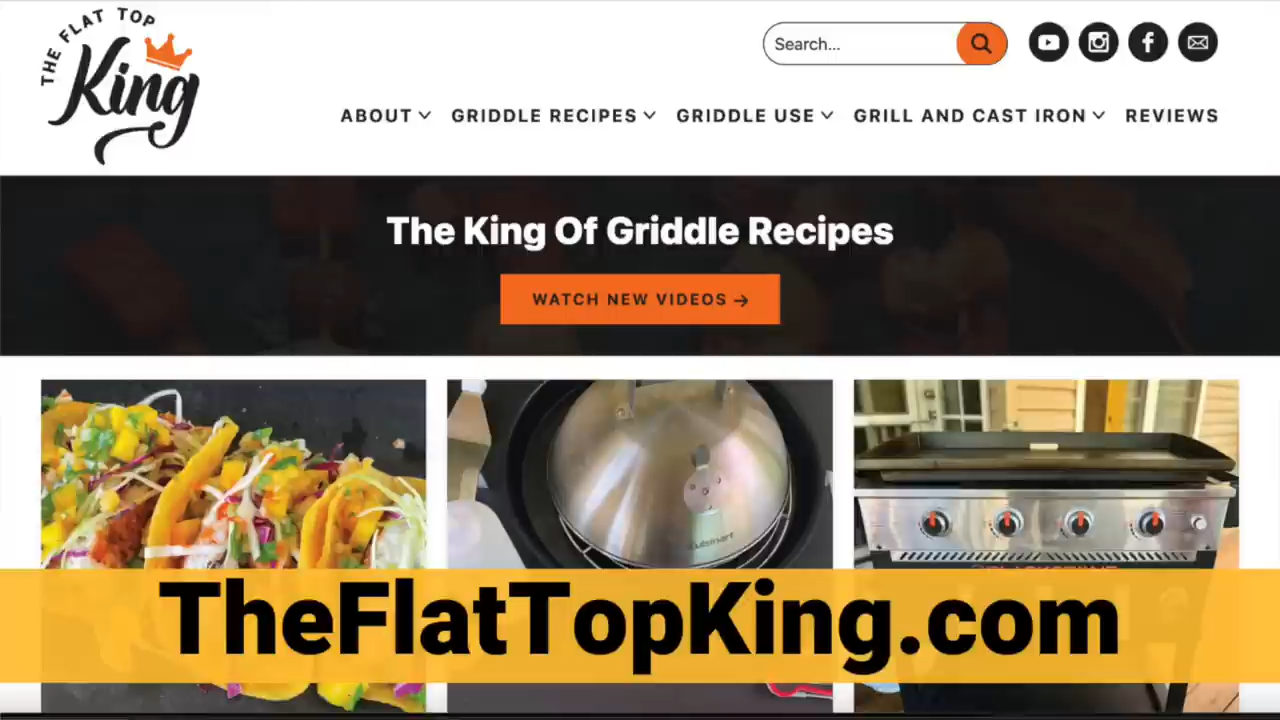 THE FLAT TOP
King
Search...
ABOUT
GRIDDLE RECIPES
GRIDDLE USE
GRILL AND CAST IRON
REVIEWS
The King Of Griddle Recipes
WATCH NEW VIDEOS →
Cuisinart
TheFlatTopKing.com